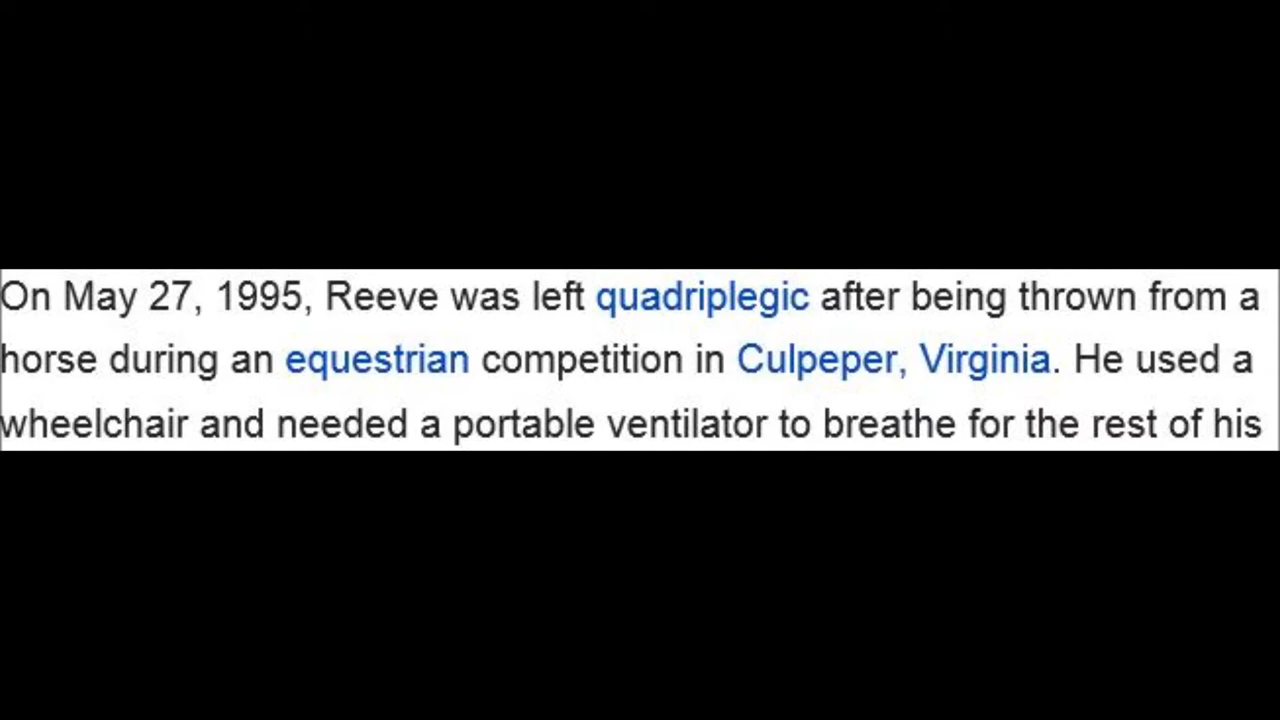 On May 27, 1995, Reeve was left quadriplegic after being thrown from a
horse during an equestrian competition in Culpeper, Virginia. He used a
wheelchair and needed a portable ventilator to breathe for the rest of his